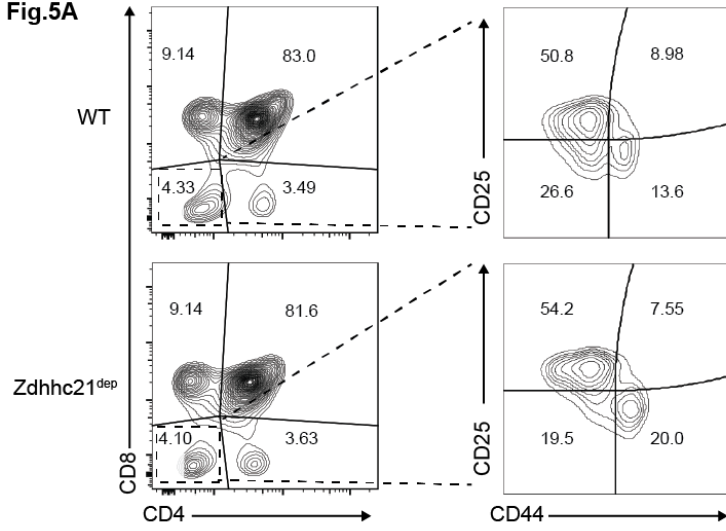 Fig.5A
WT
9.14 83.0
4.33 3.49
CD25
50.8 8.98
26.6 13.6
Zdhhc21dep
CD8
9.14 81.6
4.10 3.63
CD4
CD25
54.2 7.55
19.5 20.0
CD44